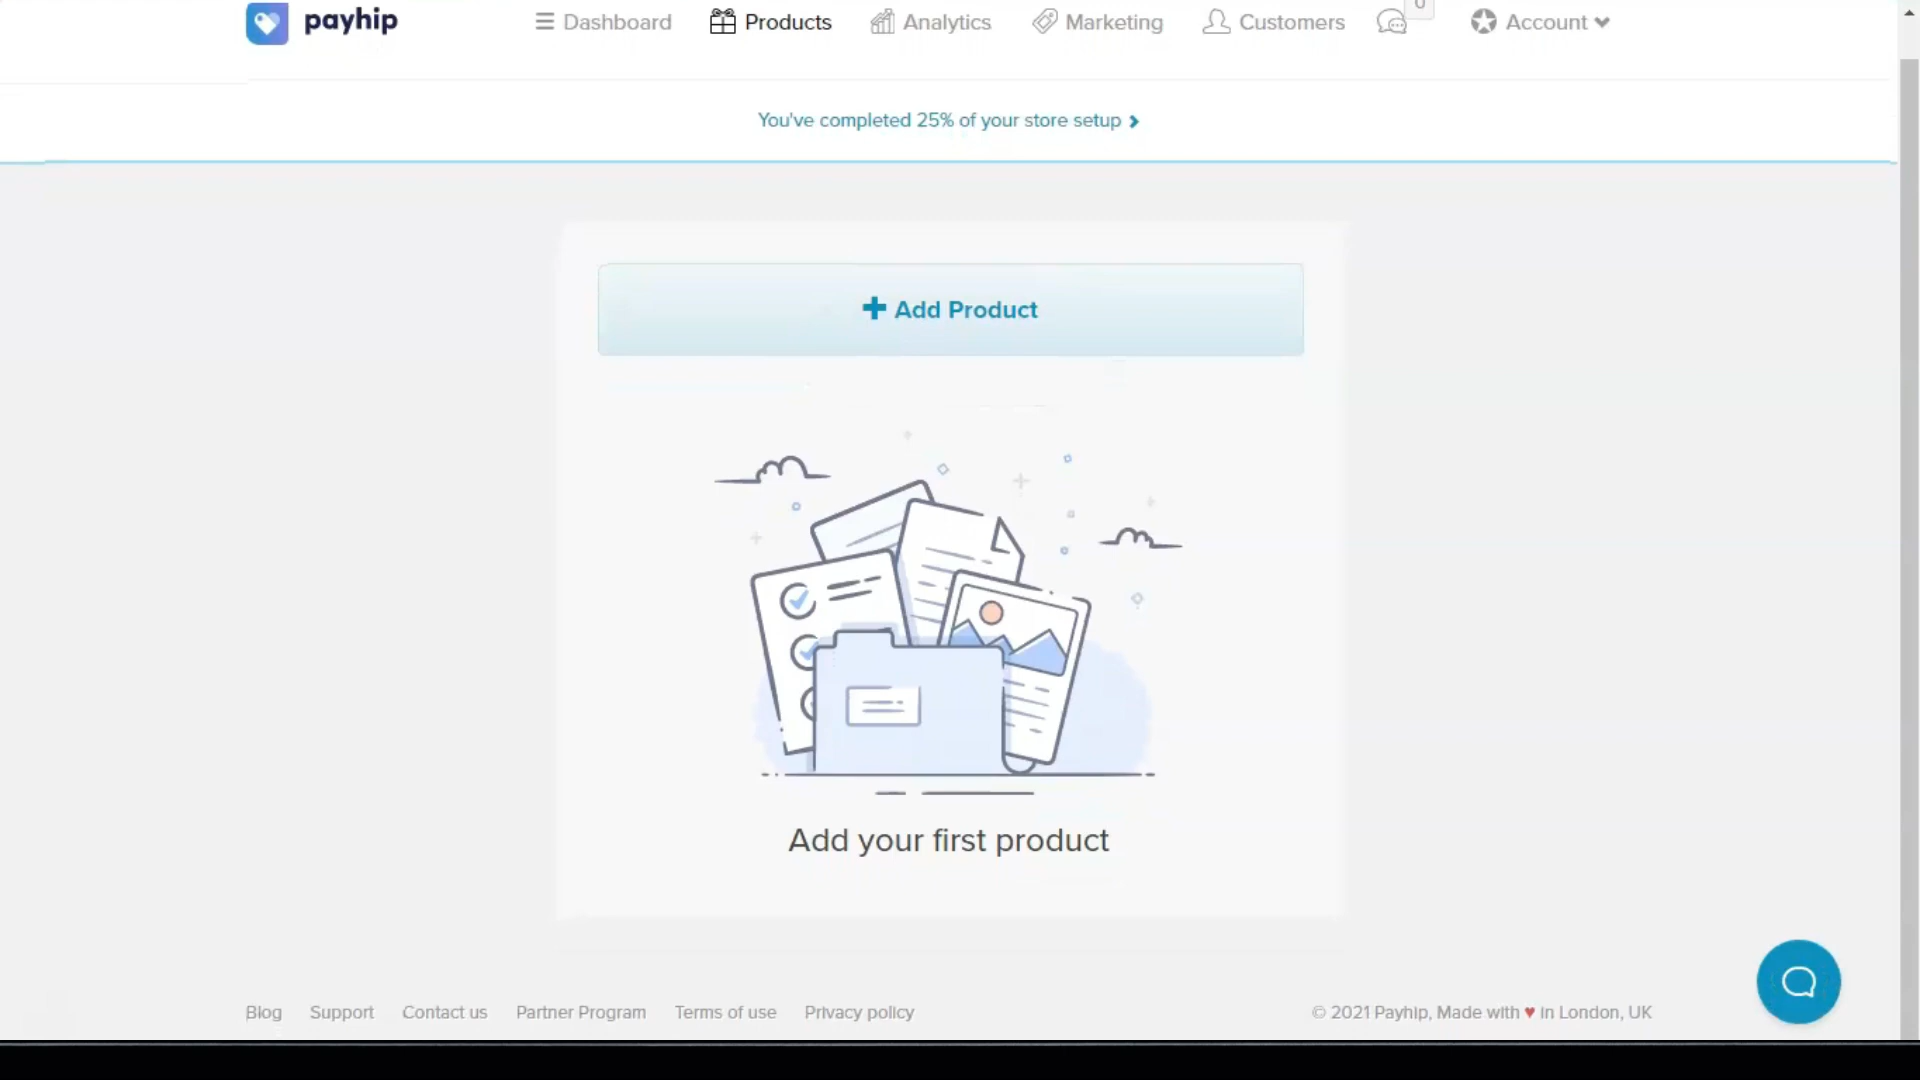 payhip
Dashboard
Products
Analytics
Marketing
Customers
0
Account
You've completed 25% of your store setup
Add Product
Add your first product
Blog
Support
Contact us
Partner Program
Terms of use
Privacy policy
© 2021 Payhip, Made with ♥ in London, UK